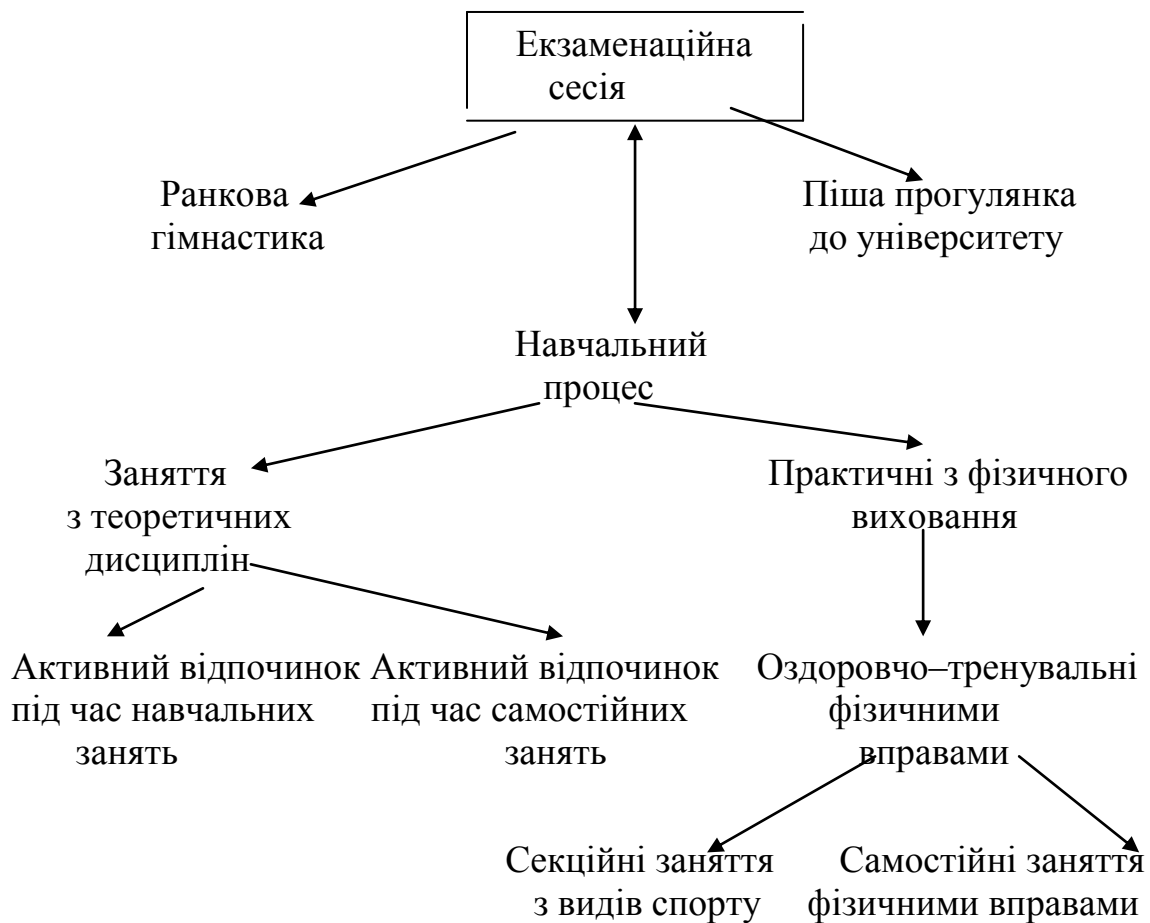 Екзаменаційна
сесія
Ранкова
гімнастика
Піша прогулянка
до університету
Навчальний
процес
Заняття
з теоретичних
дисциплін
Практичні з фізичного
виховання
Активний відпочинок
під час навчальних
занять
Активний відпочинок
під час самостійних
занять
Оздоровчо–тренувальні
фізичними
вправами
Секційні заняття
з видів спорту
Самостійні заняття
фізичними вправами